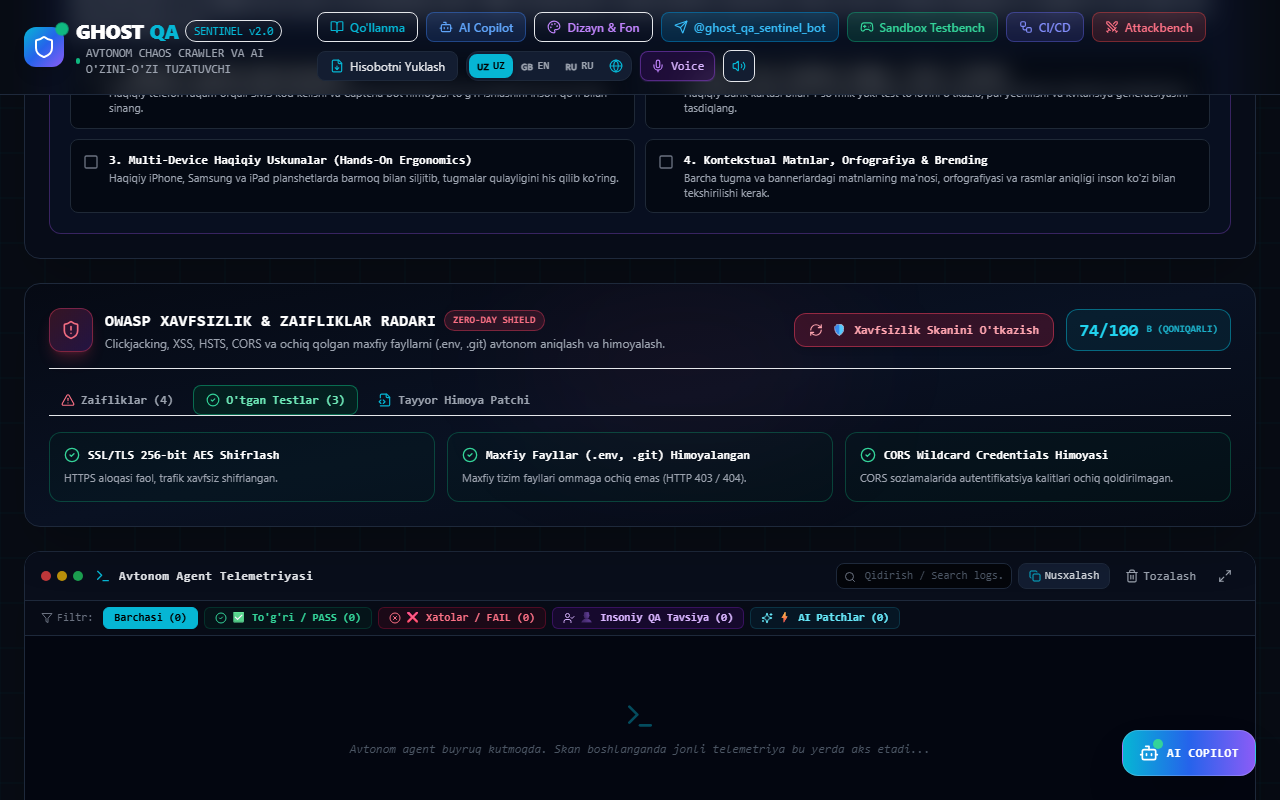 GHOST QA SENTINEL v2.0
AVTONOM CHAOS CRAWLER VA AI
O'ZINI-O'ZI TUZATUVCHI
Qo'llanma
AI Copilot
Dizayn & Fon
@ghost_qa_sentinel_bot
Sandbox Testbench
CI/CD
Attackbench
Hisobotni Yuklash
UZ UZ
GB EN
RU RU
Voice
sinang.
tasdiqlang.
3. Multi-Device Haqiqiy Uskunalar (Hands-On Ergonomics)
Haqiqiy iPhone, Samsung va iPad planshetlarda barmoq bilan siljitib, tugmalar qulayligini his qilib ko'ring.
4. Kontekstual Matnlar, Orfografiya & Brending
Barcha tugma va bannerlardagi matnlarning ma'nosi, orfografiyasi va rasmlar aniqligi inson ko'zi bilan
tekshirilishi kerak.
OWASP XAVFSIZLIK & ZAIFLIKLAR RADARI ZERO-DAY SHIELD
Clickjacking, XSS, HSTS, CORS va ochiq qolgan maxfiy fayllarni (.env, .git) avtonom aniqlash va himoyalash.
Xavfsizlik Skanini O'tkazish
74/100 B (QONIQARLI)
Zaifliklar (4)
O'tgan Testlar (3)
Tayyor Himoya Patchi
SSL/TLS 256-bit AES Shifrlash
HTTPS aloqasi faol, trafik xavfsiz shifrlangan.
Maxfiy Fayllar (.env, .git) Himoyalangan
Maxfiy tizim fayllari ommaga ochiq emas (HTTP 403 / 404).
CORS Wildcard Credentials Himoyasi
CORS sozlamalarida autentifikatsiya kalitlari ochiq qoldirilmagan.
Avtonom Agent Telemetriyasi
Qidirish / Search logs.
Nusxalash
Tozalash
Filtr:
Barchasi (0)
To'g'ri / PASS (0)
Xatolar / FAIL (0)
Insoniy QA Tavsiya (0)
AI Patchlar (0)
Avtonom agent buyruq kutmoqda. Skan boshlanganda jonli telemetriya bu yerda aks etadi...
AI COPILOT